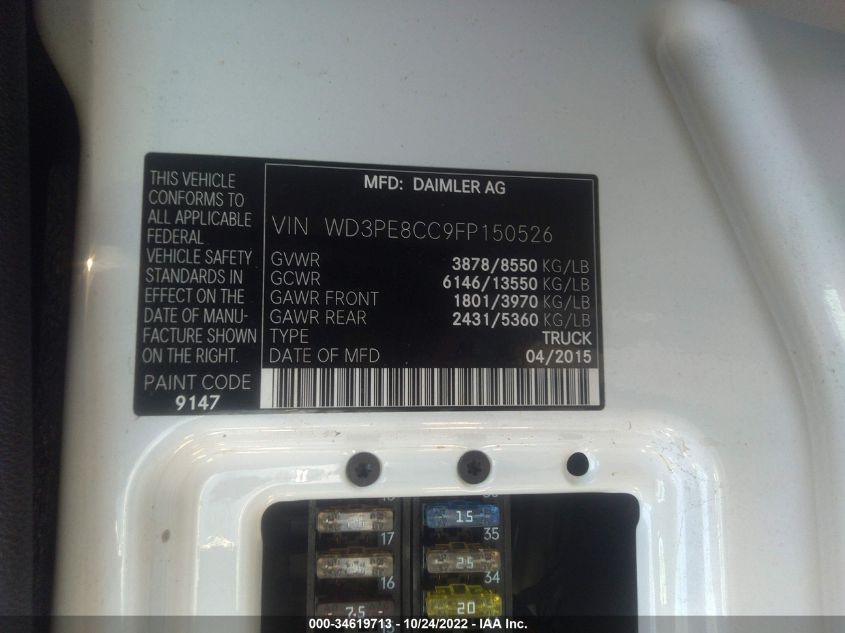 THIS VEHICLE
CONFORMS TO
ALL APPLICABLE
FEDERAL
VEHICLE SAFETY
STANDARDS IN
EFFECT ON THE
DATE OF MANU-
FACTURE SHOWN
ON THE RIGHT.
PAINT CODE
9147
MFD: DAIMLER AG
VIN WD3PE8CC9FP150526
GVWR 3878/8550 KG/LB
GCWR 6146/13550 KG/LB
GAWR FRONT 1801/3970 KG/LB
GAWR REAR 2431/5360 KG/LB
TYPE TRUCK
DATE OF MFD 04/2015
15
17
35
25
16
34
7.5
20
000-34619713 - 10/24/2022 - IAA Inc.